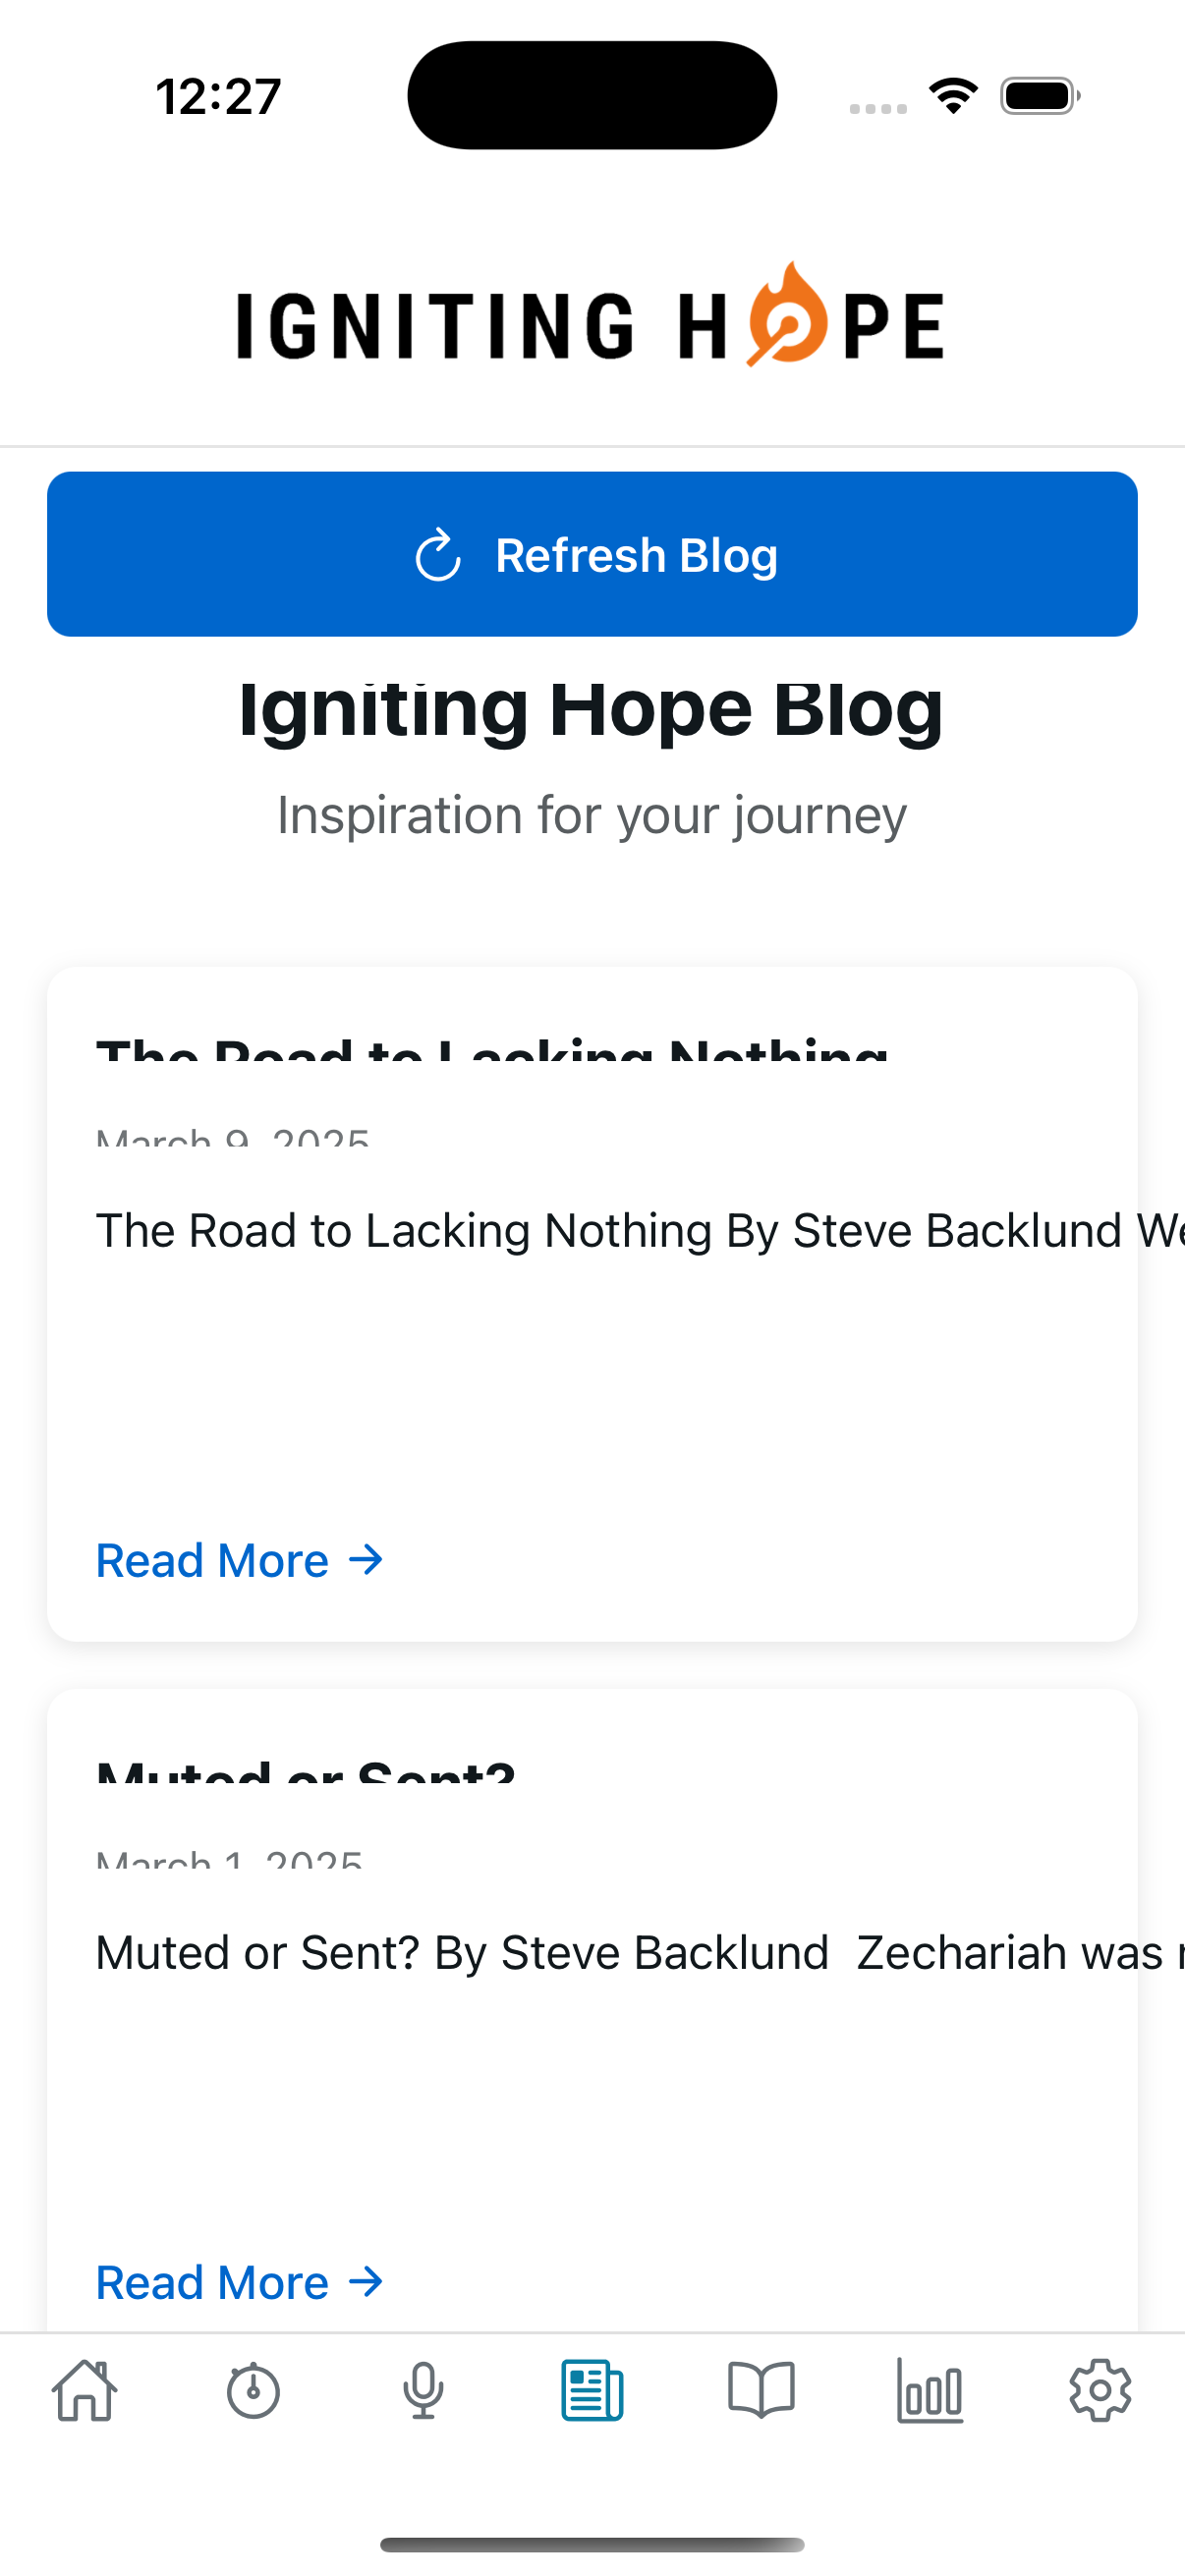 12:27
IGNITING HOPE
Refresh Blog
Igniting Hope Blog
Inspiration for your journey
The Road to Lacking Nothing
March 9, 2025
The Road to Lacking Nothing By Steve Backlund We
Read More →
Muted or Sent?
March 1, 2025
Muted or Sent? By Steve Backlund Zechariah was
Read More →